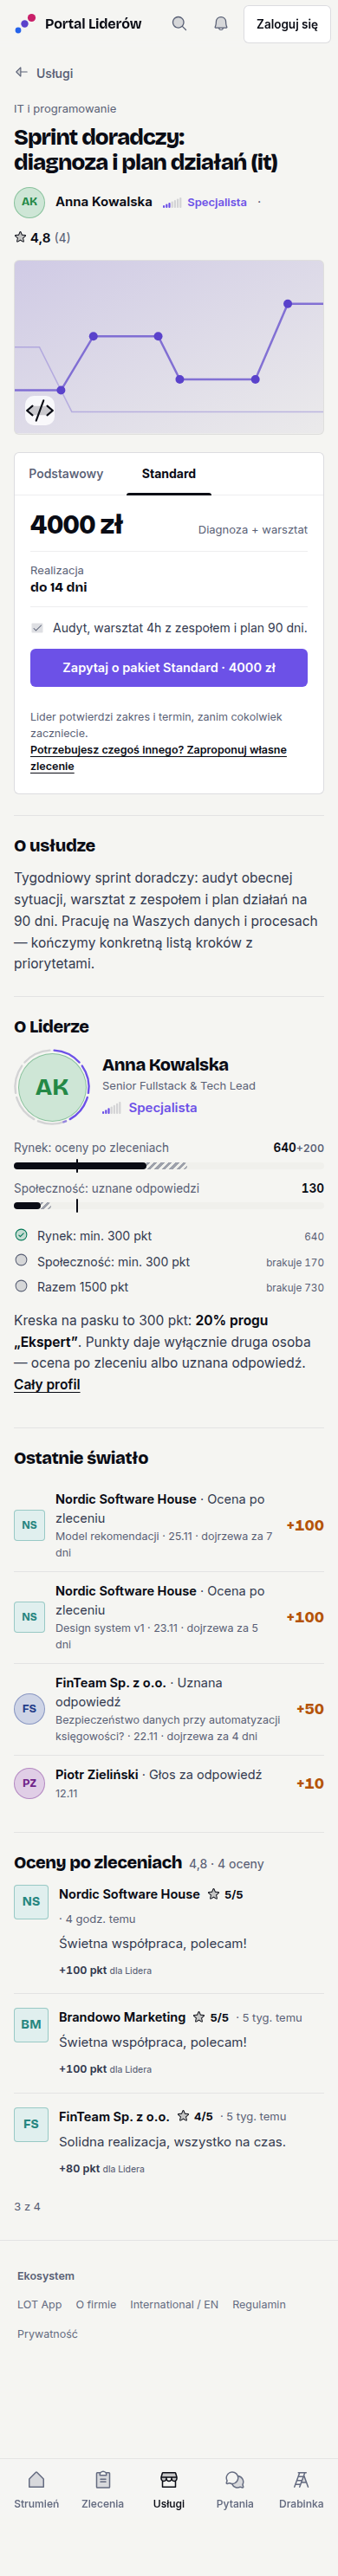 Portal Liderów
Zaloguj się
Usługi
IT i programowanie
Sprint doradczy:
diagnoza i plan działań (it)
AK Anna Kowalska Specjalista ·
4,8 (4)
</>
Podstawowy Standard
4000 zł Diagnoza + warsztat
Realizacja
do 14 dni
Audyt, warsztat 4h z zespołem i plan 90 dni.
Zapytaj o pakiet Standard · 4000 zł
Lider potwierdzi zakres i termin, zanim cokolwiek
zaczniecie.
Potrzebujesz czegoś innego? Zaproponuj własne
zlecenie
O usłudze
Tygodniowy sprint doradczy: audyt obecnej
sytuacji, warsztat z zespołem i plan działań na
90 dni. Pracuję na Waszych danych i procesach
— kończymy konkretną listą kroków z
priorytetami.
O Liderze
AK
Anna Kowalska
Senior Fullstack & Tech Lead
Specjalista
Rynek: oceny po zleceniach 640+200
Społeczność: uznane odpowiedzi 130
Rynek: min. 300 pkt 640
Społeczność: min. 300 pkt brakuje 170
Razem 1500 pkt brakuje 730
Kreska na pasku to 300 pkt: 20% progu
„Ekspert”. Punkty daje wyłącznie druga osoba
— ocena po zleceniu albo uznana odpowiedź.
Cały profil
Ostatnie światło
NS
Nordic Software House · Ocena po
zleceniu
Model rekomendacji · 25.11 · dojrzewa za 7
dni
+100
NS
Nordic Software House · Ocena po
zleceniu
Design system v1 · 23.11 · dojrzewa za 5
dni
+100
FS
FinTeam Sp. z o.o. · Uznana
odpowiedź
Bezpieczeństwo danych przy automatyzacji
księgowości? · 22.11 · dojrzewa za 4 dni
+50
PZ
Piotr Zieliński · Głos za odpowiedź
12.11
+10
Oceny po zleceniach 4,8 · 4 oceny
NS
Nordic Software House 5/5
· 4 godz. temu
Świetna współpraca, polecam!
+100 pkt dla Lidera
BM
Brandowo Marketing 5/5 · 5 tyg. temu
Świetna współpraca, polecam!
+100 pkt dla Lidera
FS
FinTeam Sp. z o.o. 4/5 · 5 tyg. temu
Solidna realizacja, wszystko na czas.
+80 pkt dla Lidera
3 z 4
Ekosystem
LOT App O firmie International / EN Regulamin
Prywatność
Strumień Zlecenia Usługi Pytania Drabinka